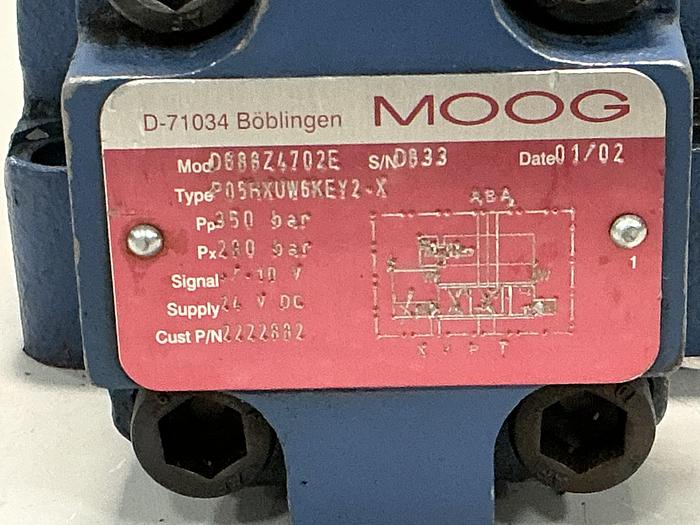 D-71034 Böblingen MOOG
Mod D688Z4702E S/N D833 Date 01/02
Type P05HXUW6KEY2-X
Pp 350 bar
Px 280 bar
Signal +/-10 V
Supply 24 V DC
Cust P/N 2222882
1